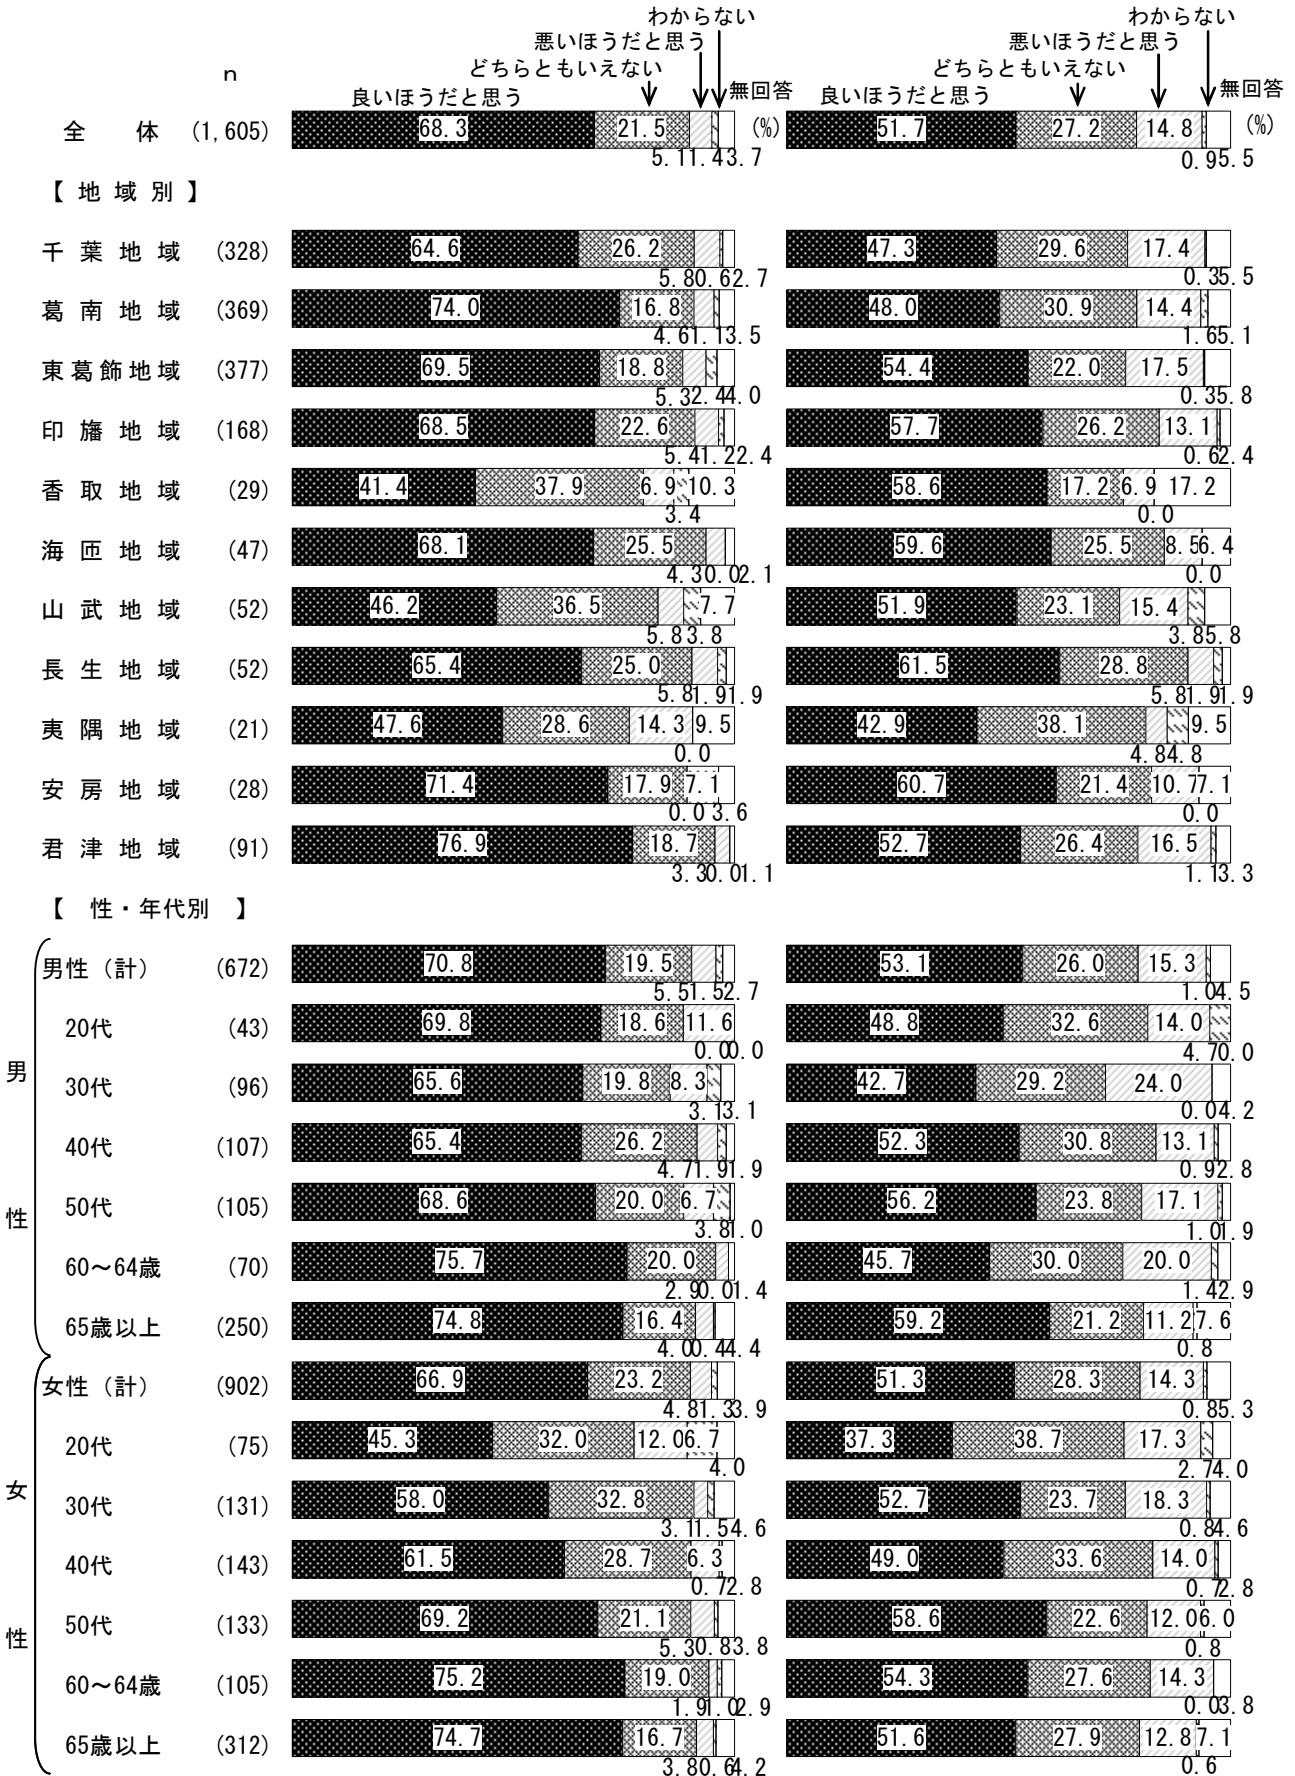 わからない わからない
悪いほうだと思う 悪いほうだと思う
n どちらともいえない どちらともいえない
良いほうだと思う 無回答 良いほうだと思う 無回答
全 体 (1,605) 68.3 21.5 (%) 51.7 27.2 14.8 (%)
5.1 1.4 3.7 0.9 5.5
【 地 域 別 】
千 葉 地 域 (328) 64.6 26.2 47.3 29.6 17.4
5.8 0.6 2.7 0.3 5.5
葛 南 地 域 (369) 74.0 16.8 48.0 30.9 14.4
4.6 1.1 3.5 1.6 5.1
東葛飾地域 (377) 69.5 18.8 54.4 22.0 17.5
5.3 2.4 4.0 0.3 5.8
印 旛 地 域 (168) 68.5 22.6 57.7 26.2 13.1
5.4 1.2 2.4 0.6 2.4
香 取 地 域 (29) 41.4 37.9 6.9 10.3 58.6 17.2 6.9 17.2
3.4 0.0
海 匝 地 域 (47) 68.1 25.5 59.6 25.5 8.5 6.4
4.3 0.0 2.1 0.0
山 武 地 域 (52) 46.2 36.5 7.7 51.9 23.1 15.4
5.8 3.8 3.8 5.8
長 生 地 域 (52) 65.4 25.0 61.5 28.8
5.8 1.9 1.9 5.8 1.9 1.9
夷 隅 地 域 (21) 47.6 28.6 14.3 9.5 42.9 38.1 9.5
0.0 4.8 4.8
安 房 地 域 (28) 71.4 17.9 7.1 60.7 21.4 10.7 7.1
0.0 3.6 0.0
君 津 地 域 (91) 76.9 18.7 52.7 26.4 16.5
3.3 0.0 1.1 1.1 3.3
【 性・年代別 】
男性（計） (672) 70.8 19.5 53.1 26.0 15.3
5.5 1.5 2.7 1.0 4.5
20代 (43) 69.8 18.6 11.6 48.8 32.6 14.0
0.0 0.0 4.7 0.0
男
30代 (96) 65.6 19.8 8.3 42.7 29.2 24.0
3.1 3.1 0.0 4.2
40代 (107) 65.4 26.2 52.3 30.8 13.1
4.7 1.9 1.9 0.9 2.8
性
50代 (105) 68.6 20.0 6.7 56.2 23.8 17.1
3.8 1.0 1.0 1.9
60～64歳 (70) 75.7 20.0 45.7 30.0 20.0
2.9 0.0 1.4 1.4 2.9
65歳以上 (250) 74.8 16.4 59.2 21.2 11.2 7.6
4.0 0.4 4.4 0.8
女性（計） (902) 66.9 23.2 51.3 28.3 14.3
4.8 1.3 3.9 0.8 5.3
20代 (75) 45.3 32.0 12.0 6.7 37.3 38.7 17.3
4.0 2.7 4.0
女
30代 (131) 58.0 32.8 52.7 23.7 18.3
3.1 1.5 4.6 0.8 4.6
40代 (143) 61.5 28.7 6.3 49.0 33.6 14.0
0.7 2.8 0.7 2.8
性
50代 (133) 69.2 21.1 58.6 22.6 12.0 6.0
5.3 0.8 3.8 0.8
60～64歳 (105) 75.2 19.0 54.3 27.6 14.3
1.9 1.0 2.9 0.0 3.8
65歳以上 (312) 74.7 16.7 51.6 27.9 12.8 7.1
3.8 0.6 4.2 0.6